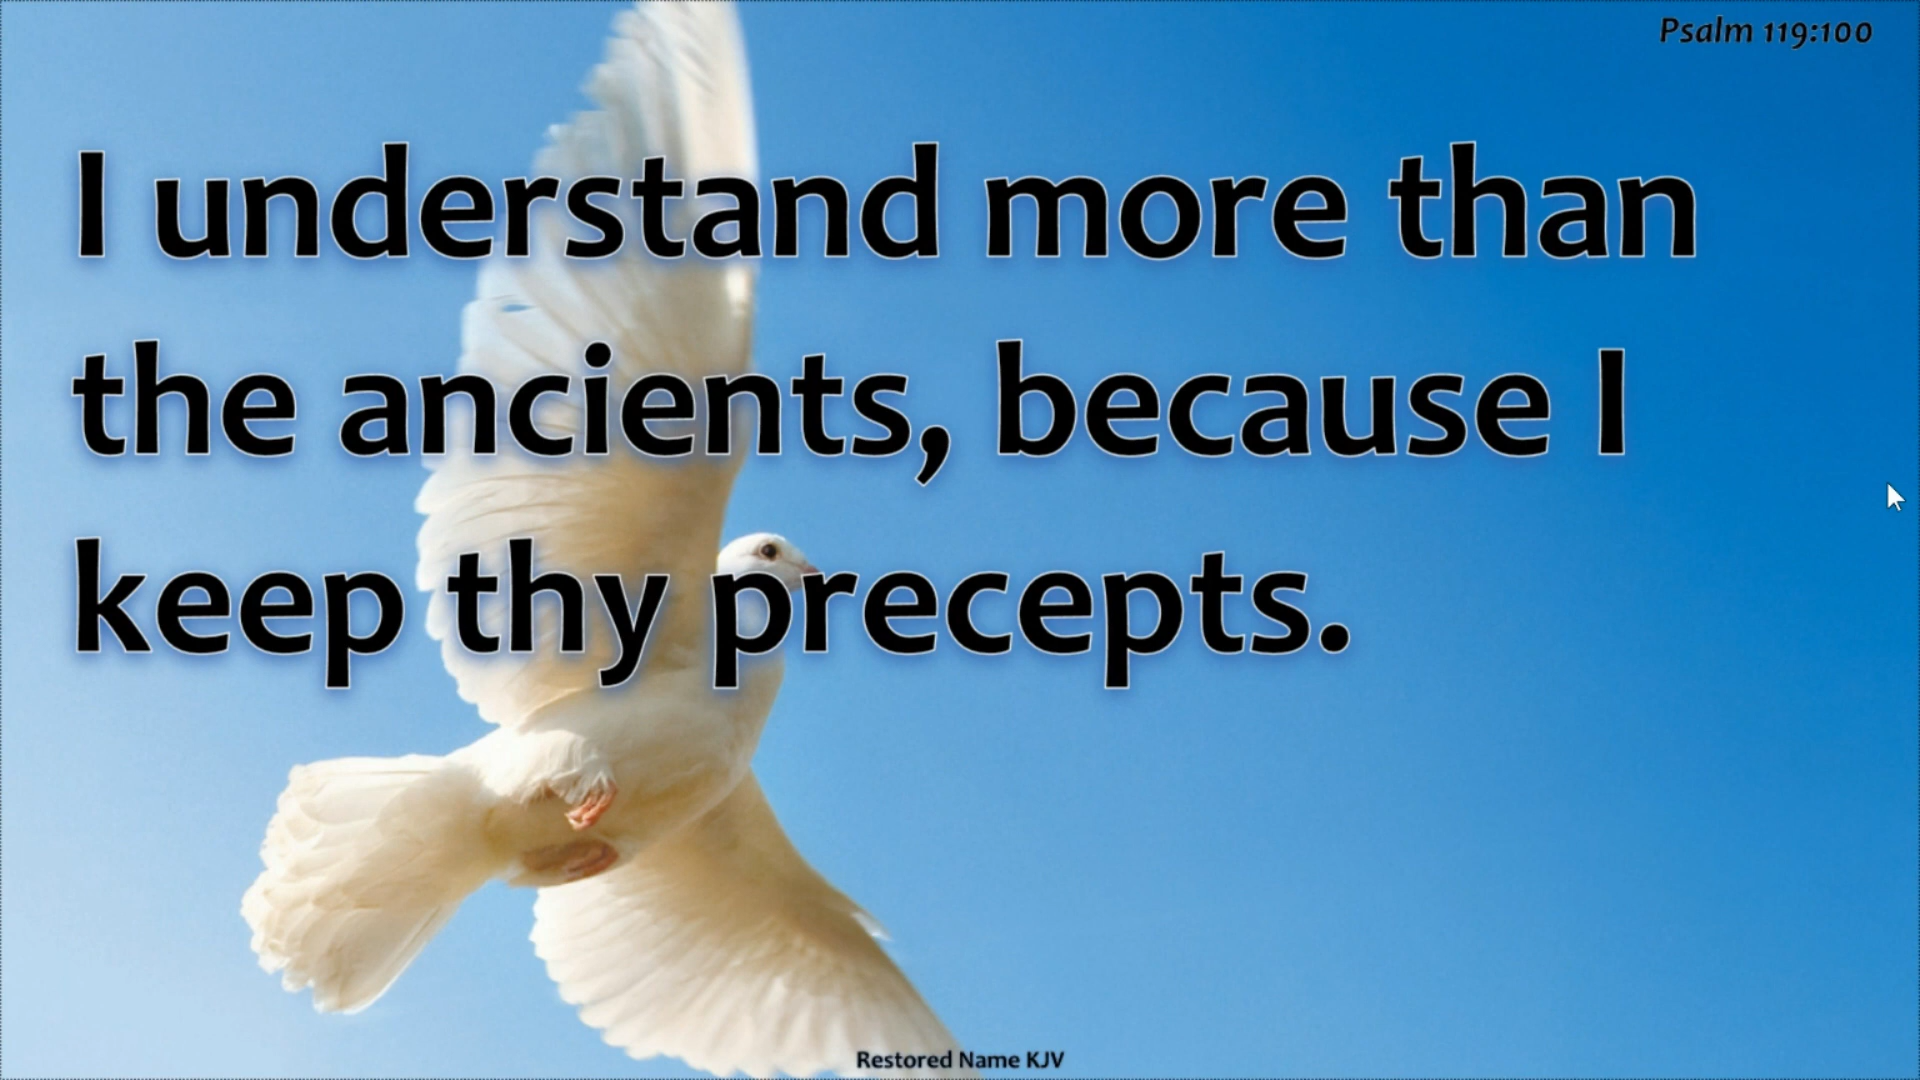 Psalm 119:100
I understand more than
the ancients, because I
keep thy precepts.
Restored Name KJV